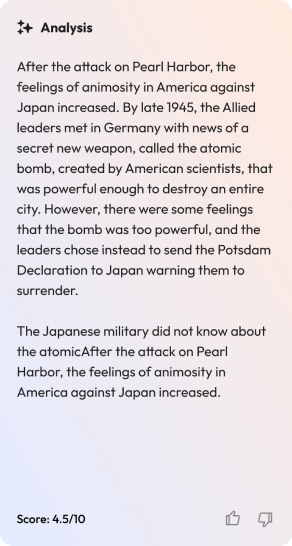 Analysis
After the attack on Pearl Harbor, the
feelings of animosity in America against
Japan increased. By late 1945, the Allied
leaders met in Germany with news of a
secret new weapon, called the atomic
bomb, created by American scientists, that
was powerful enough to destroy an entire
city. However, there were some feelings
that the bomb was too powerful, and the
leaders chose instead to send the Potsdam
Declaration to Japan warning them to
surrender.
The Japanese military did not know about
the atomicAfter the attack on Pearl
Harbor, the feelings of animosity in
America against Japan increased.
Score: 4.5/10